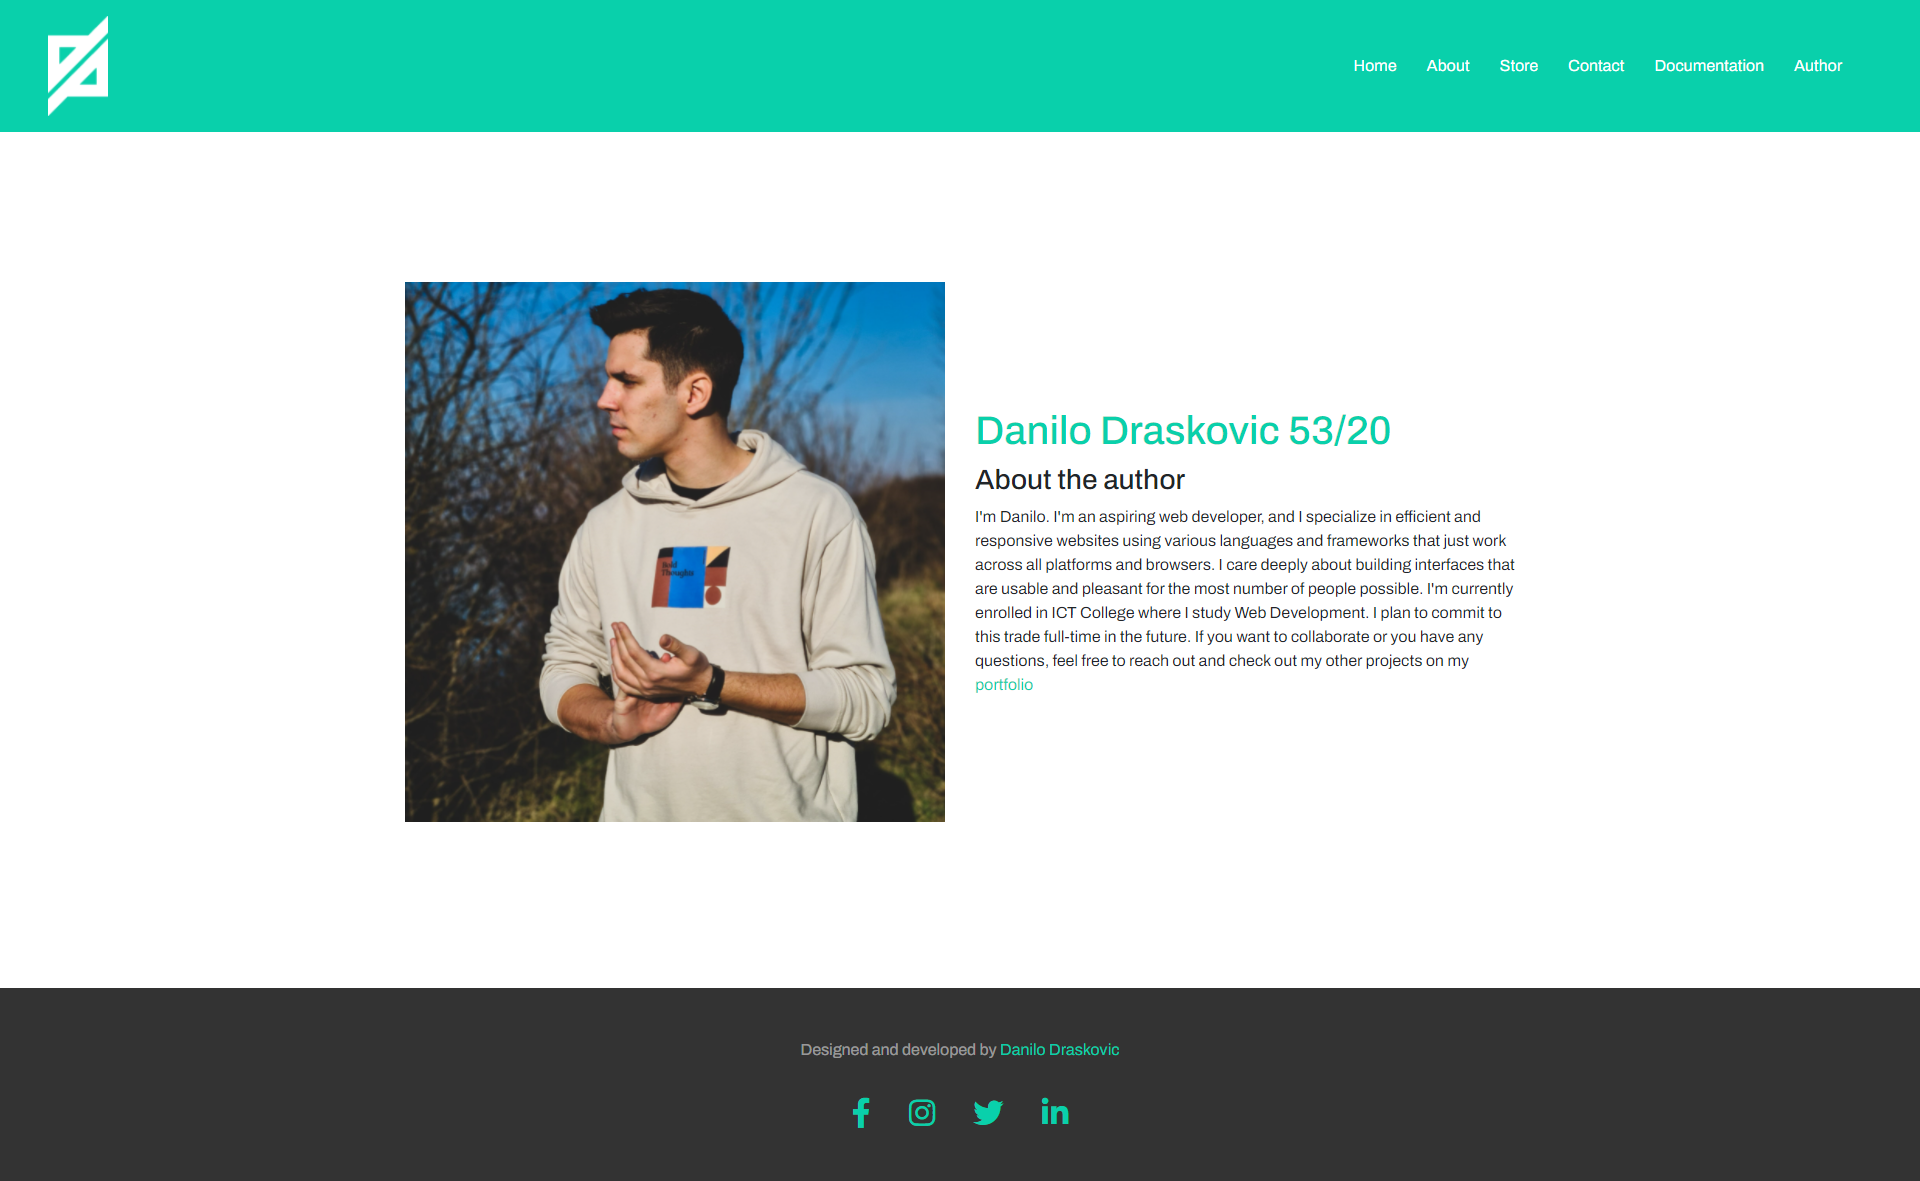 Home About Store Contact Documentation Author
Danilo Draskovic 53/20
About the author
I'm Danilo. I'm an aspiring web developer, and I specialize in efficient and
responsive websites using various languages and frameworks that just work
across all platforms and browsers. I care deeply about building interfaces that
are usable and pleasant for the most number of people possible. I'm currently
enrolled in ICT College where I study Web Development. I plan to commit to
this trade full-time in the future. If you want to collaborate or you have any
questions, feel free to reach out and check out my other projects on my
portfolio
Designed and developed by Danilo Draskovic